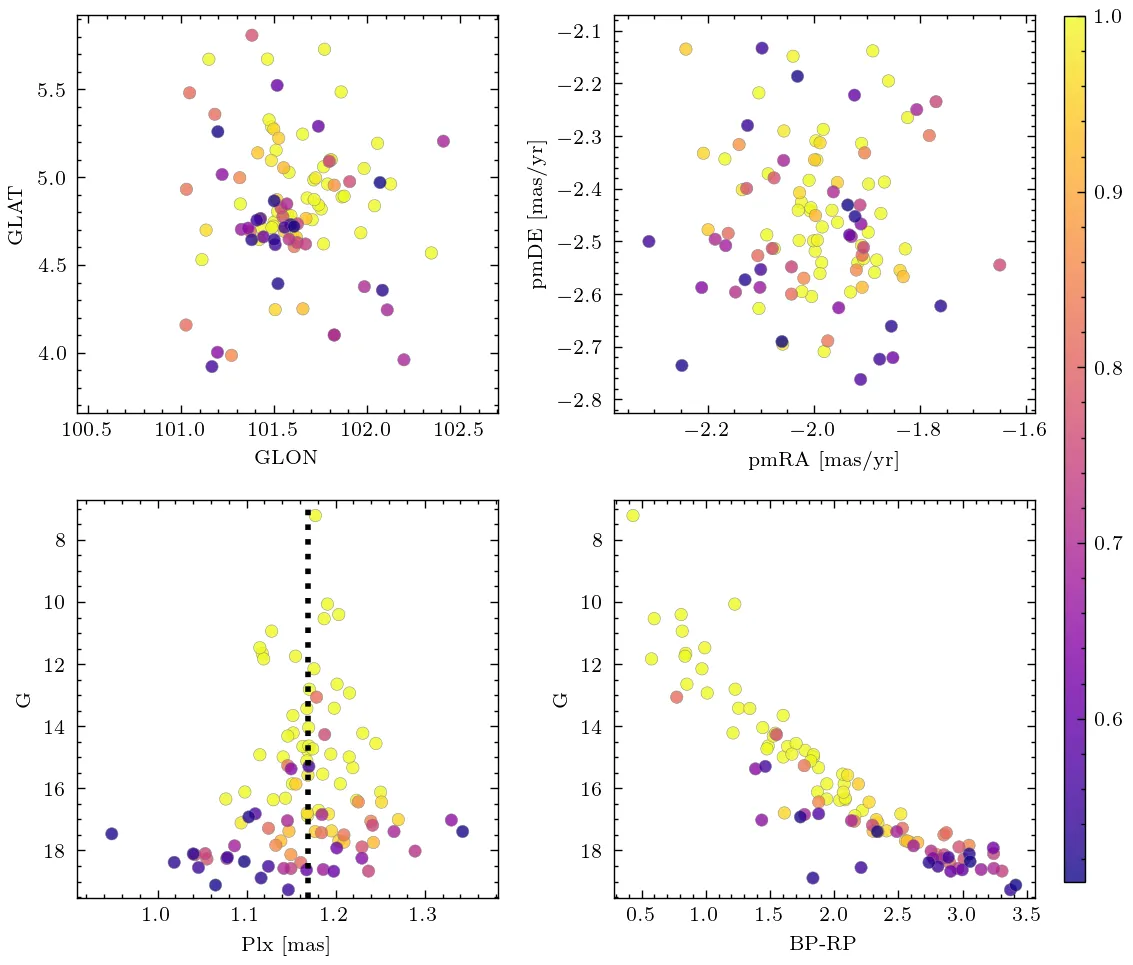 5.5
5.0
4.5
4.0
GLAT
100.5 101.0 101.5 102.0 102.5
GLON
−2.1
−2.2
−2.3
−2.4
−2.5
−2.6
−2.7
−2.8
pmDE [mas/yr]
−2.2 −2.0 −1.8 −1.6
pmRA [mas/yr]
8
10
12
14
16
18
G
1.0 1.1 1.2 1.3
Plx [mas]
8
10
12
14
16
18
G
0.5 1.0 1.5 2.0 2.5 3.0 3.5
BP-RP
1.0
0.9
0.8
0.7
0.6